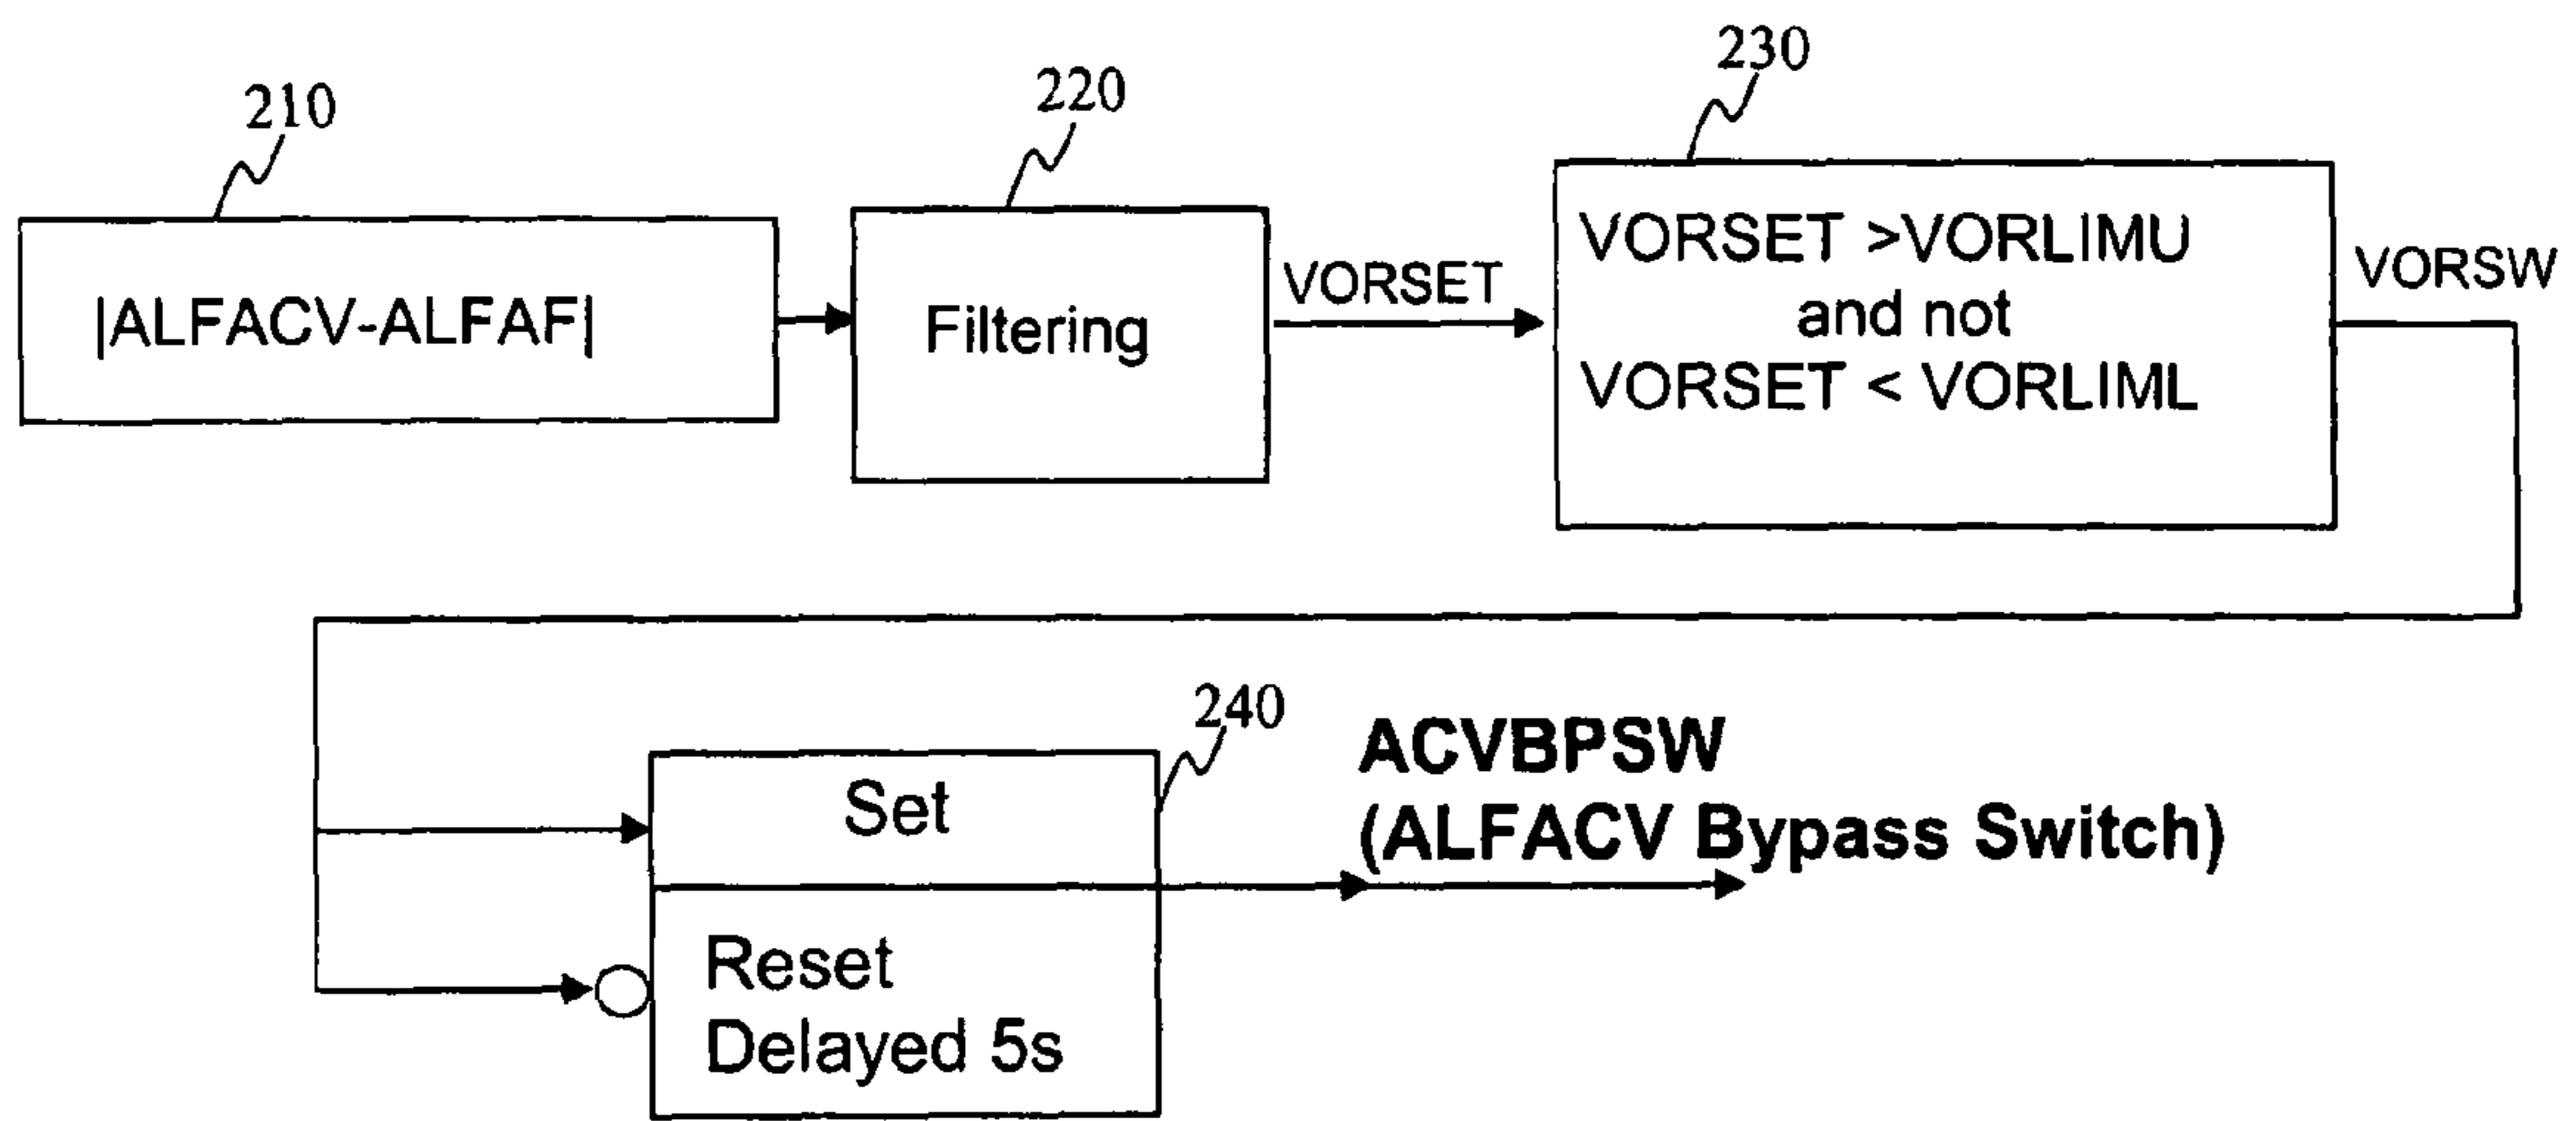 210
220
230
|ALFACV-ALFAF|
Filtering
VORSET
VORSET >VORLIMU
and not
VORSET < VORLIML
VORSW
240
Set
Reset
Delayed 5s
ACVBPSW
(ALFACV Bypass Switch)